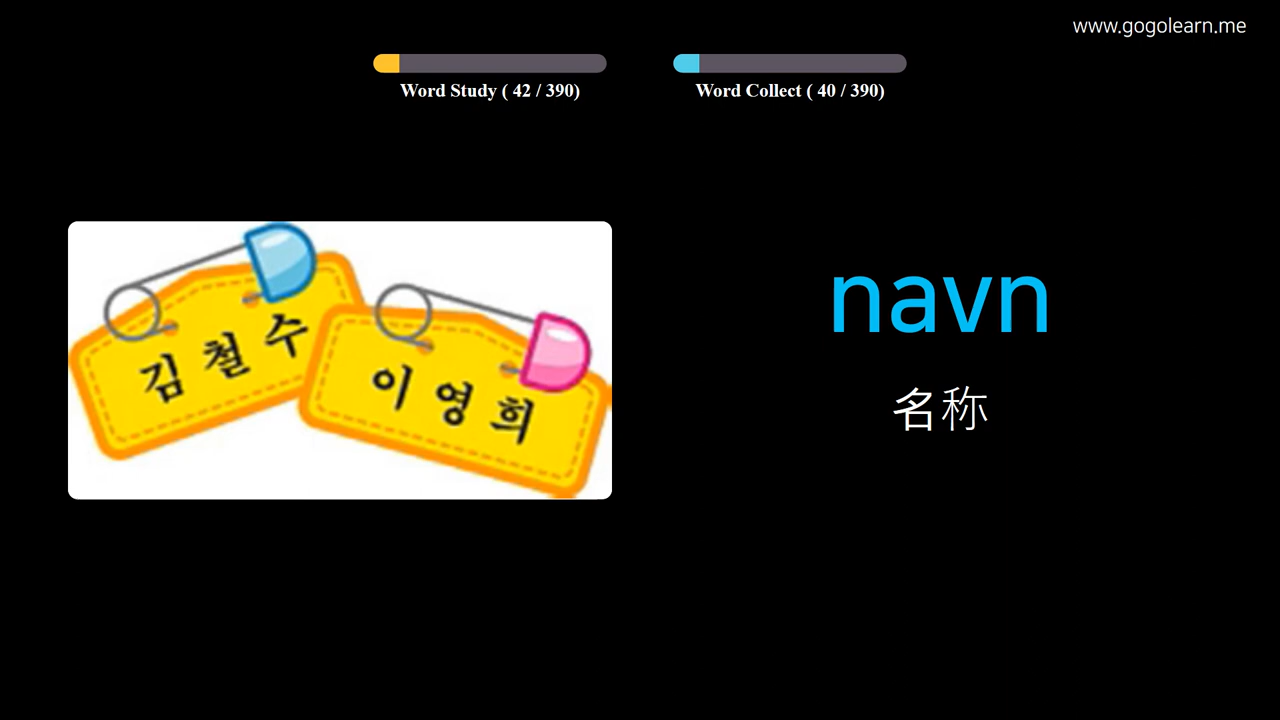 www.gogolearn.me
Word Study ( 42 / 390)
Word Collect ( 40 / 390)
김 철 수
이 영 희
navn
名称